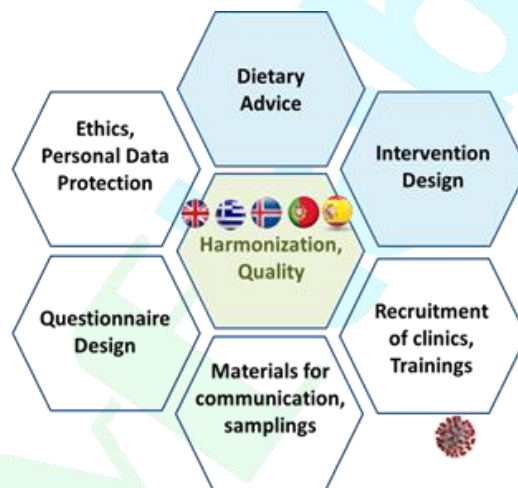 Dietary
Advice
Ethics,
Personal Data
Protection
Intervention
Design
Harmonization,
Quality
Questionnaire
Design
Recruitment
of clinics,
Trainings
Materials for
communication,
samplings